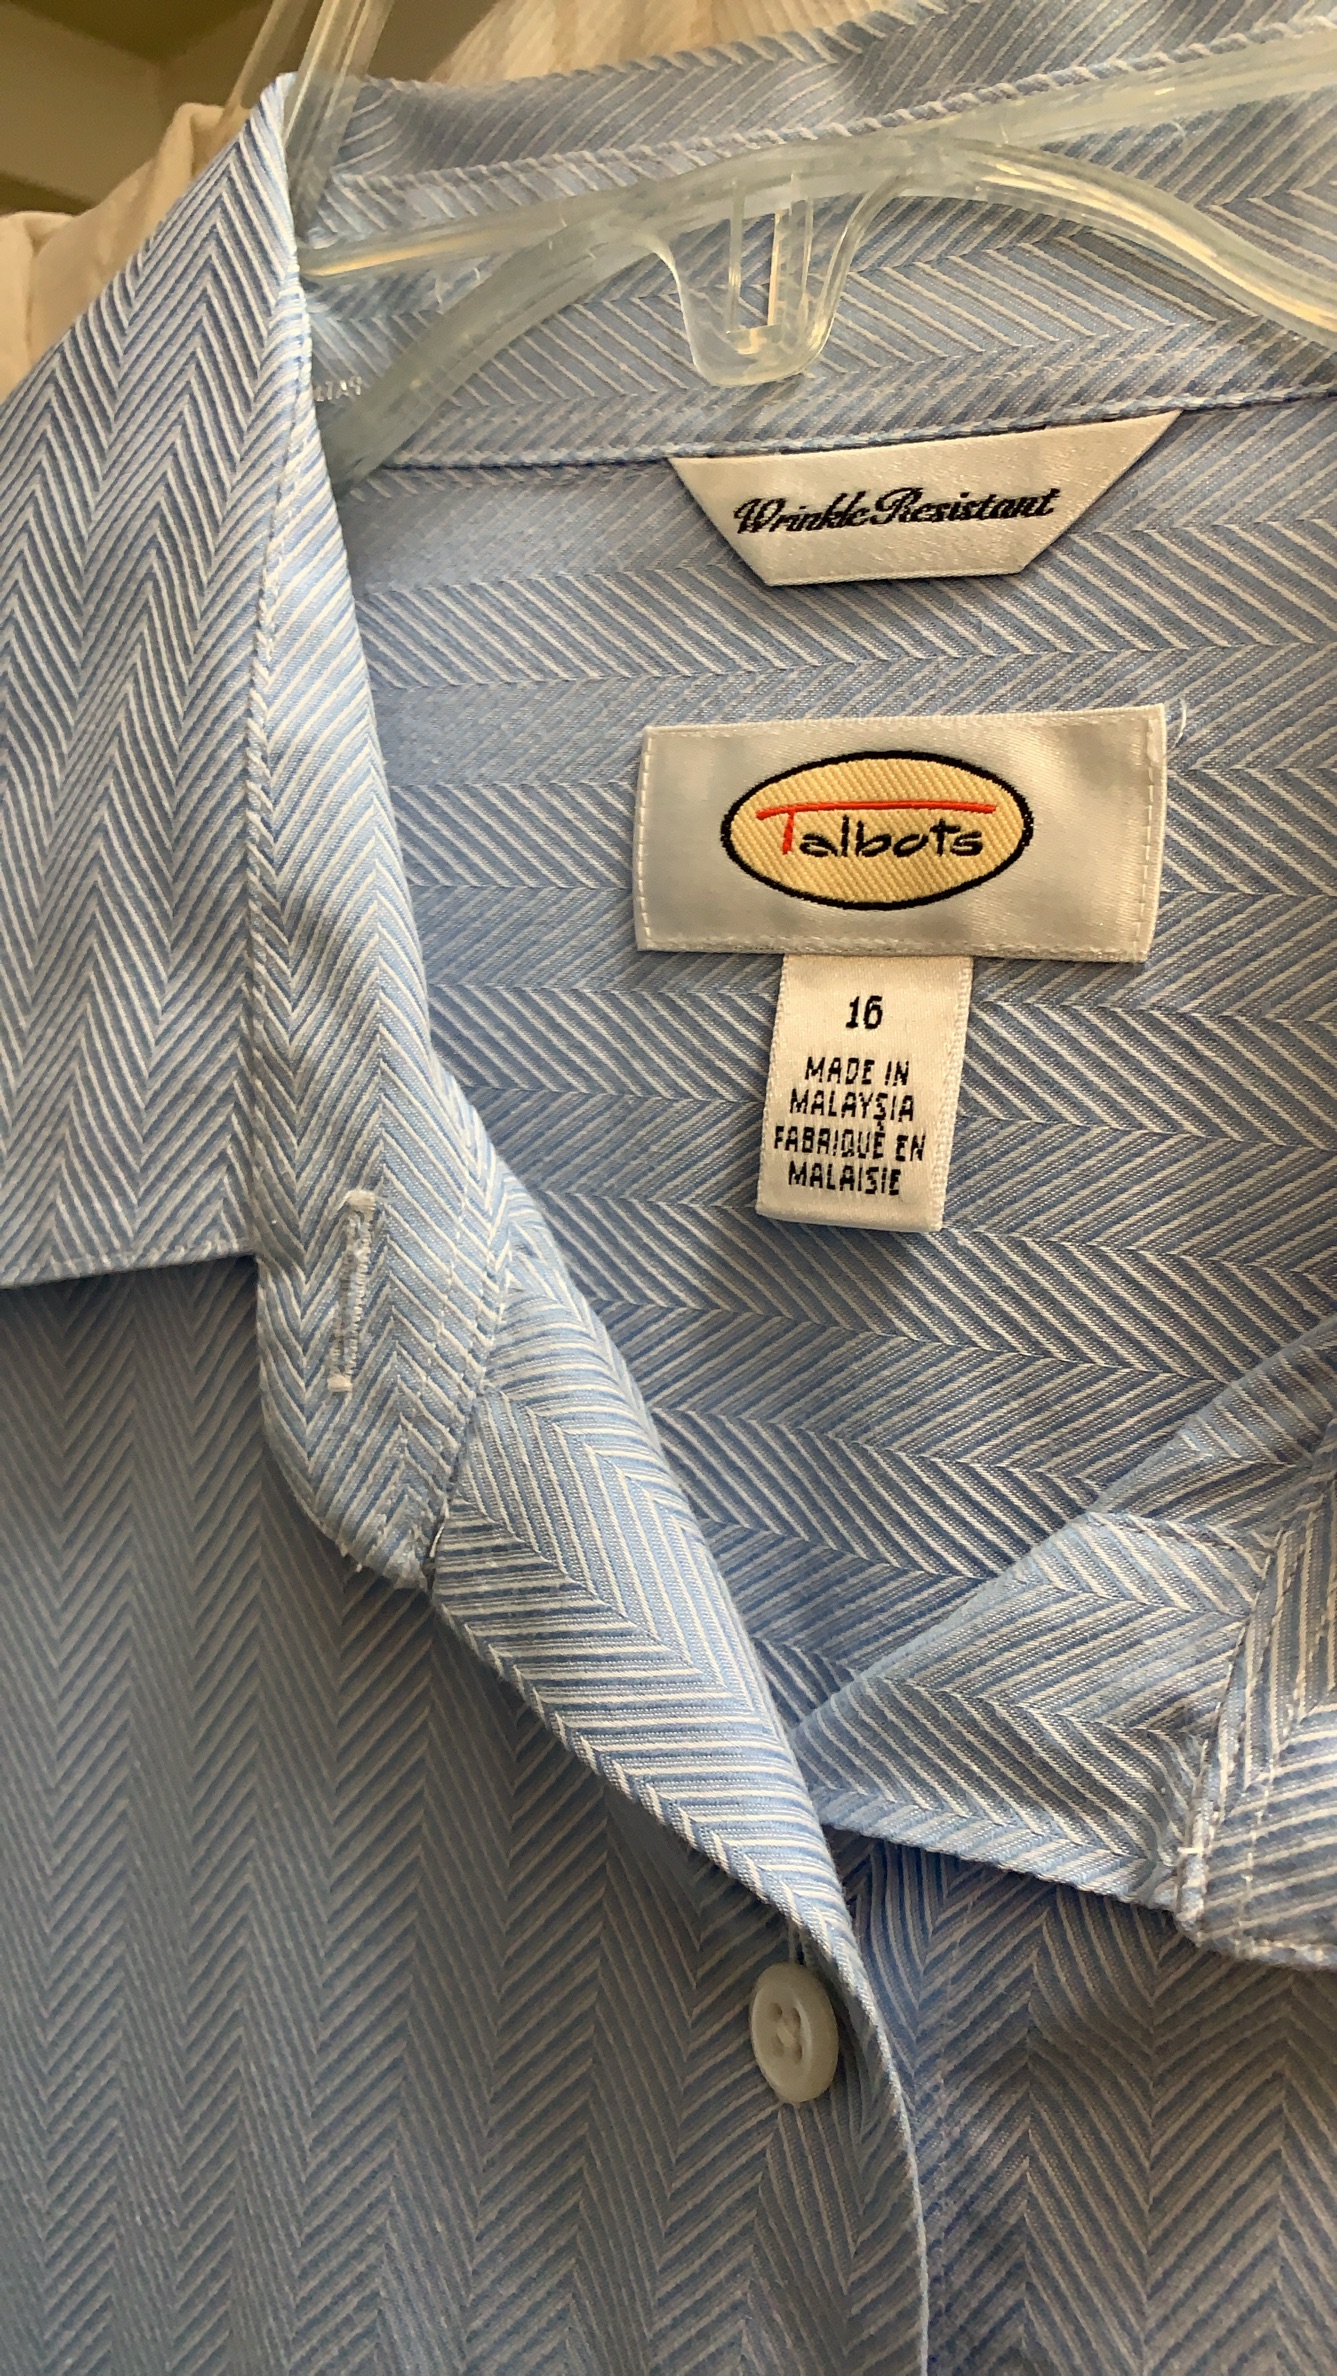 Wrinkle Resistant
Talbots
16
MADE IN
MALAYSIA
FABRIQUÉ EN
MALAISIE